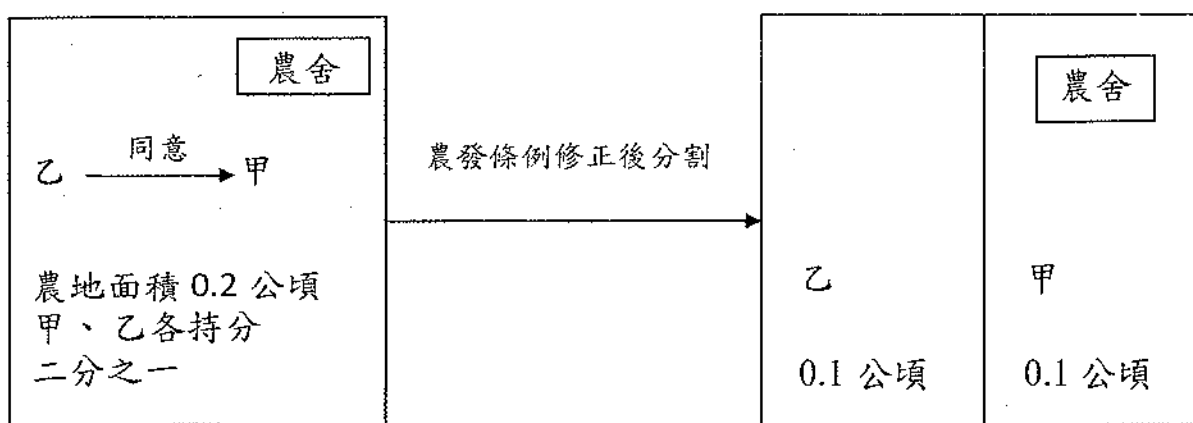 農舍
同意
乙 甲
農地面積 0.2 公頃
甲、乙各持分
二分之一
農發條例修正後分割
農舍
乙 甲
0.1 公頃 0.1 公頃